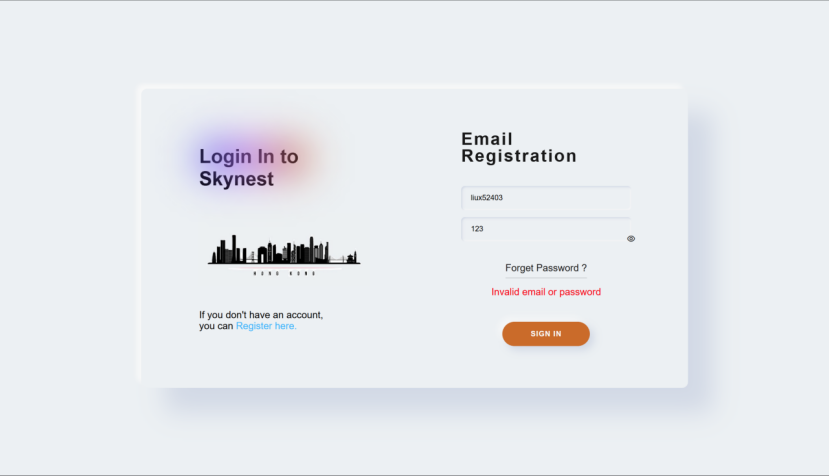 Login In to
Skynest
HONG KONG
If you don't have an account,
you can Register here.
Email
Registration
liux52403
123
Forget Password ?
Invalid email or password
SIGN IN